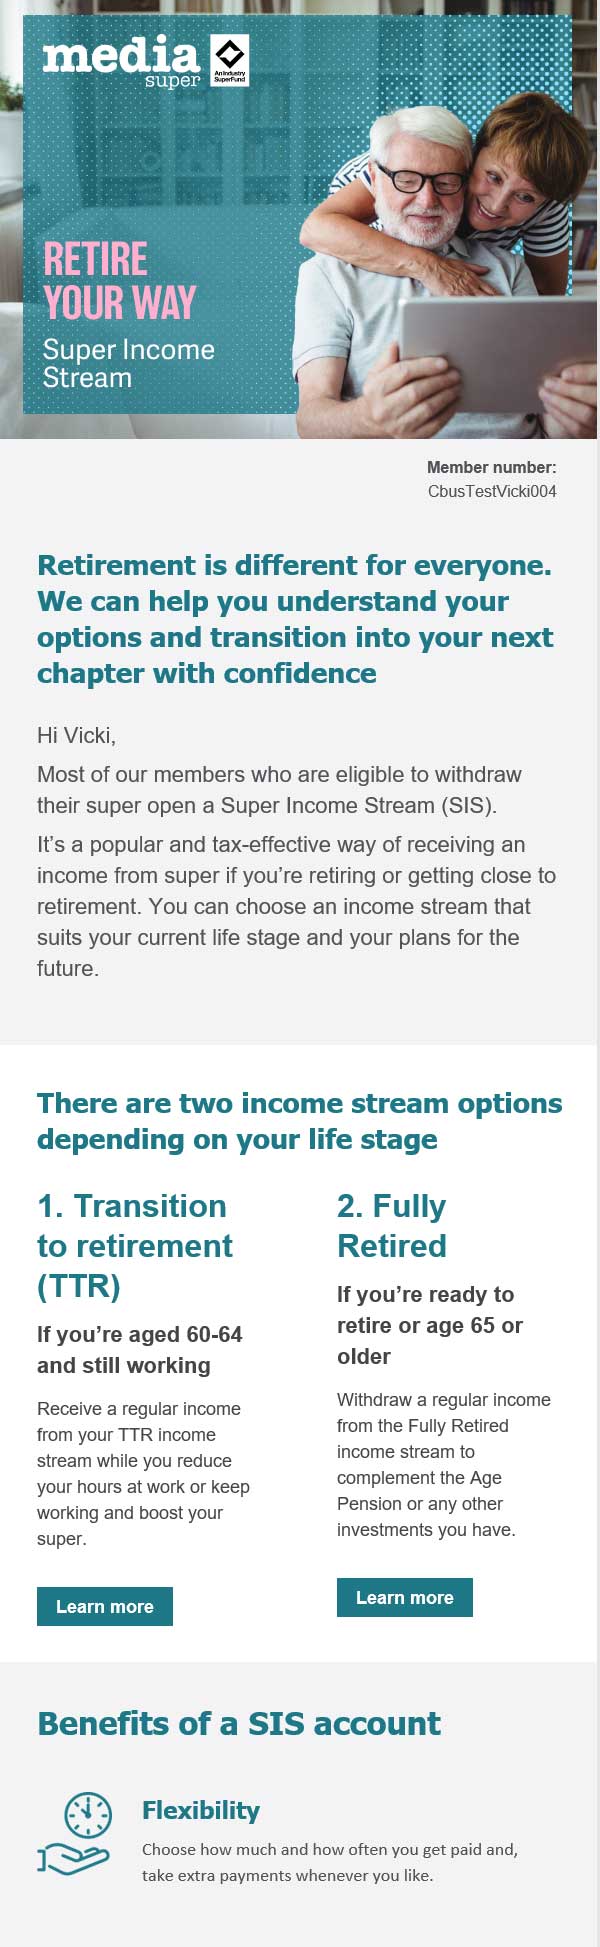 media
super
An Industry
SuperFund
RETIRE
YOUR WAY
Super Income
Stream
Member number:
CbusTestVicki004
Retirement is different for everyone.
We can help you understand your
options and transition into your next
chapter with confidence
Hi Vicki,
Most of our members who are eligible to withdraw
their super open a Super Income Stream (SIS).
It’s a popular and tax-effective way of receiving an
income from super if you’re retiring or getting close to
retirement. You can choose an income stream that
suits your current life stage and your plans for the
future.
There are two income stream options
depending on your life stage
1. Transition
to retirement
(TTR)
If you’re aged 60-64
and still working
Receive a regular income
from your TTR income
stream while you reduce
your hours at work or keep
working and boost your
super.
Learn more
2. Fully
Retired
If you’re ready to
retire or age 65 or
older
Withdraw a regular income
from the Fully Retired
income stream to
complement the Age
Pension or any other
investments you have.
Learn more
Benefits of a SIS account
Flexibility
Choose how much and how often you get paid and,
take extra payments whenever you like.